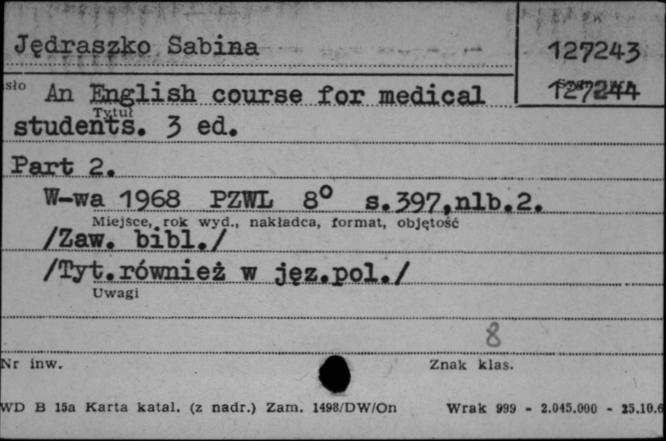 Jędraszko Sabina
127243
127244
sło An English course for medical
Tytuł
students. 3 ed.
Part 2.
W-wa 1968 PZWL 8° s.397,nlb.2.
Miejsce, rok wyd., nakładca, format, objętość
/Zaw. bibl./
/Tyt.również w jęz.pol./
Uwagi
8
Nr inw.
Znak klas.
WD B 15a Karta katal. (z nadr.) Zam. 1498/DW/On Wrak 999 - 2.045.000 - 25.10.6